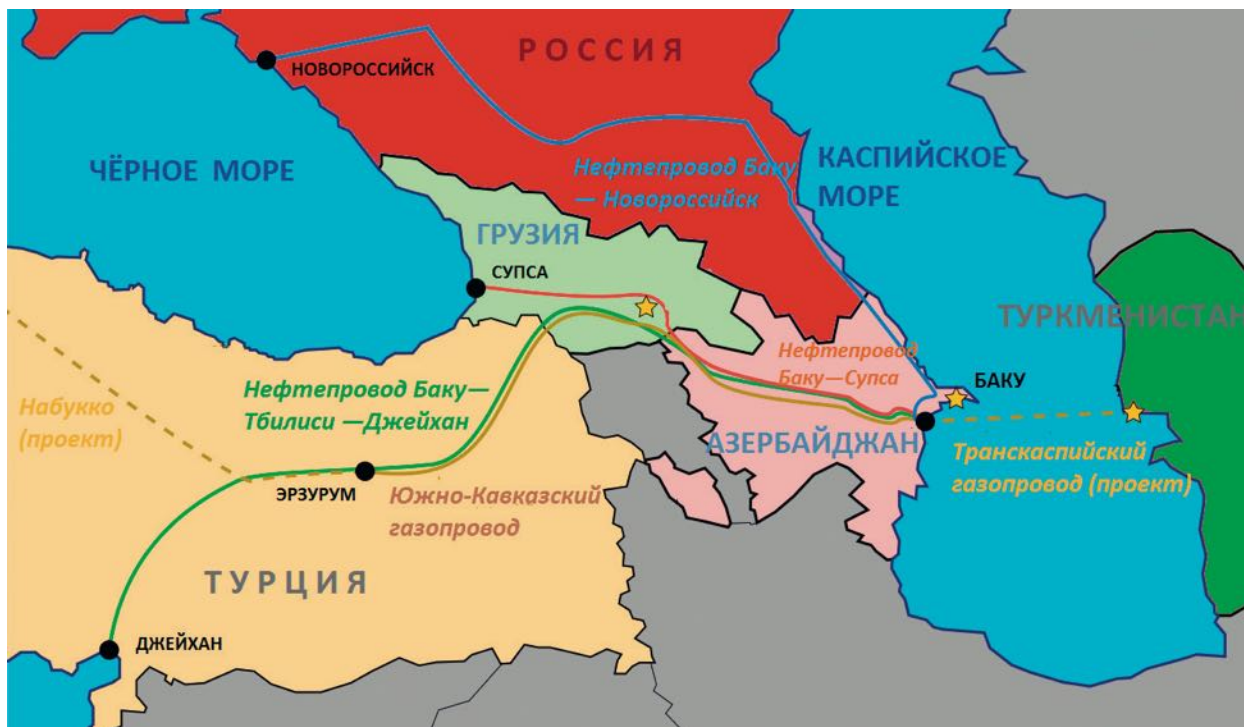 РОССИЯ
НОВОРОССИЙСК
ЧЁРНОЕ МОРЕ
Нефтепровод Баку
— Новороссийск
КАСПИЙСКОЕ
МОРЕ
ГРУЗИЯ
СУПСА
ТУРКМЕНИСТАН
Нефтепровод
Баку—Супса
БАКУ
Нефтепровод Баку—
Тбилиси —Джейхан
Набукко
(проект)
АЗЕРБАЙДЖАН
Транскаспийский
газопровод (проект)
ЭРЗУРУМ
Южно-Кавказский
газопровод
ТУРЦИЯ
ДЖЕЙХАН